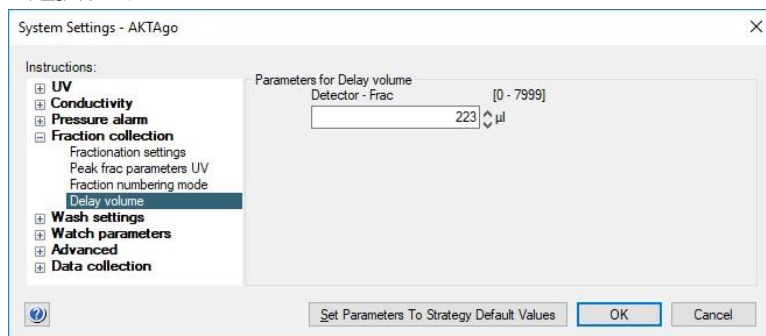 System Settings - AKTAgo
Instructions:
UV
Conductivity
Pressure alarm
Fraction collection
Fractionation settings
Peak frac parameters UV
Fraction numbering mode
Delay volume
Wash settings
Watch parameters
Advanced
Data collection
Parameters for Delay volume
Detector - Frac [0 - 7999]
223 µl
Set Parameters To Strategy Default Values
OK
Cancel